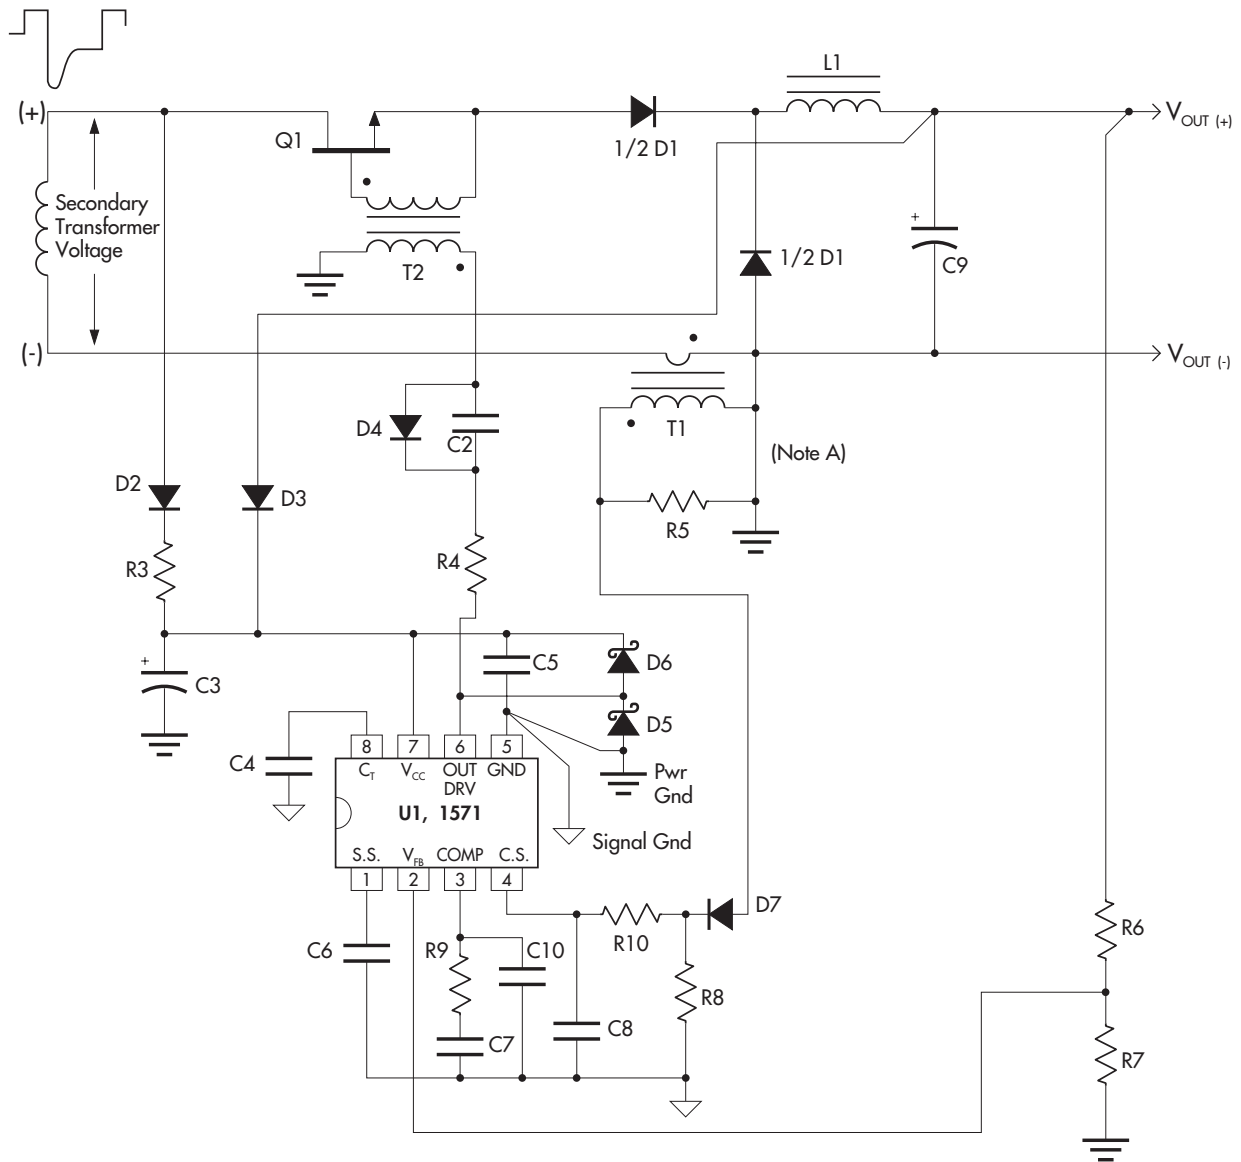 L1
(+)
V OUT (+)
Q1
1/2 D1
Secondary
Transformer
Voltage
+
1/2 D1
C9
T2
(-)
V OUT (-)
D4
C2
T1
(Note A)
D2
D3
R5
R3
R4
+
C3
C5
D6
D5
C4
8
7
6
5
CT
VCC
OUT
DRV
GND
Pwr
Gnd
U1, 1571
Signal Gnd
S.S.
VFB
COMP
C.S.
1
2
3
4
D7
C6
R9
C10
R10
R6
R8
C7
C8
R7